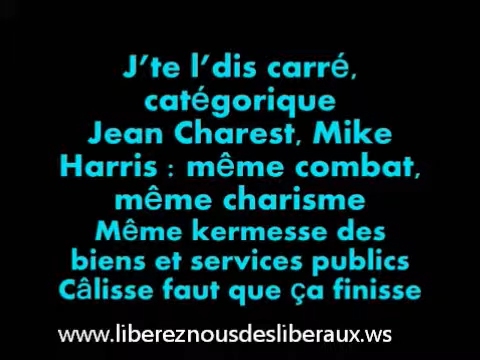 J'te l'dis carré,
catégorique
Jean Charest, Mike
Harris : même combat,
même charisme
Même kermesse des
biens et services publics
Câlisse faut que ça finisse
www.libereznousdesliberaux.ws